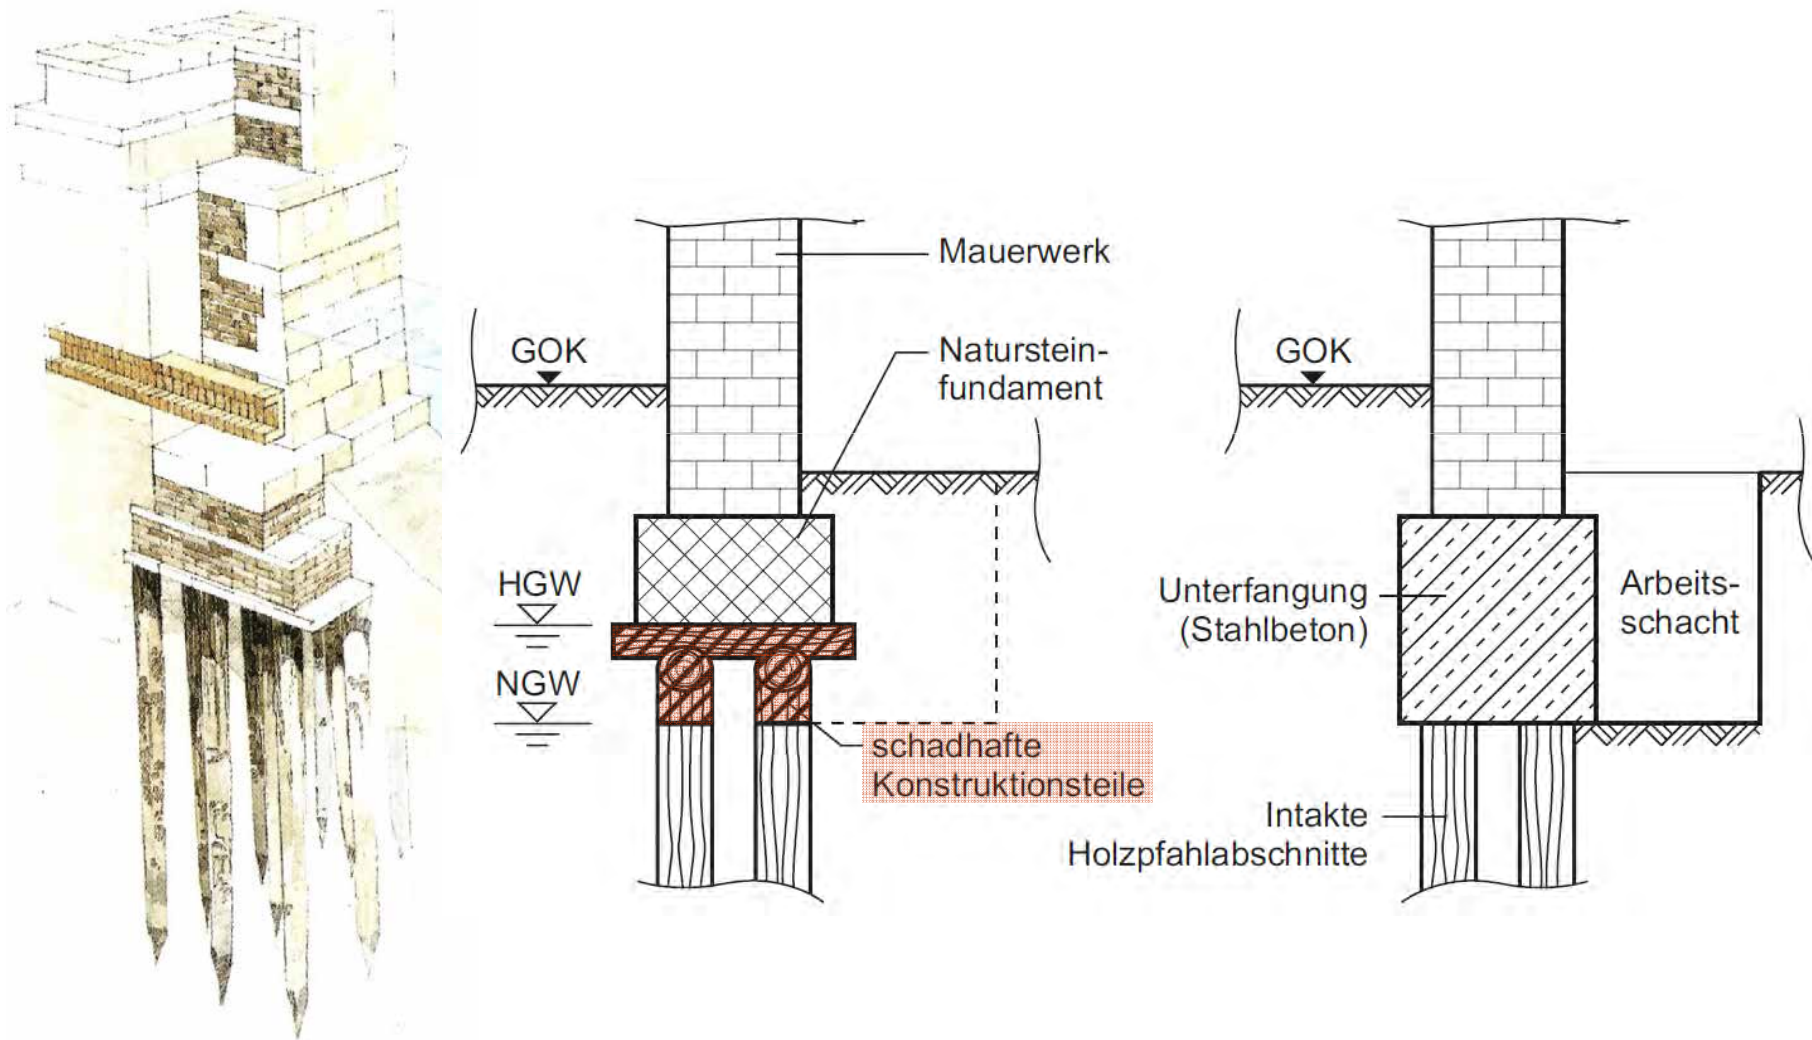 Mauerwerk
GOK
Naturstein-
fundament
HGW
NGW
schadhafte
Konstruktionsteile
GOK
Unterfangung
(Stahlbeton)
Arbeits-
schacht
Intakte
Holzpfahlabschnitte